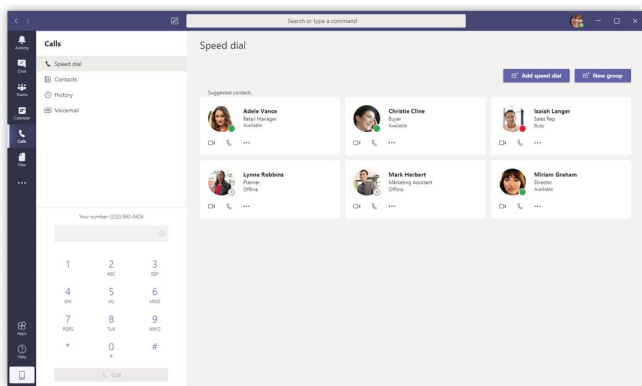 Search or type a command
Activity
Chat
Teams
Calendar
Calls
Files
Apps
Help
Calls
Speed dial
Contacts
History
Voicemail
Your number: (222) 962-0426
1
2
3
ABC
DEF
4
5
6
GHI
JKL
MNO
7
8
9
PQRS
TUV
WXYZ
*
0
#
+
Call
Speed dial
Add speed dial
New group
Suggested contacts
Adele Vance
Retail Manager
Available
Christie Cline
Buyer
Available
Isaiah Langer
Sales Rep
Busy
Lynne Robbins
Planner
Offline
Mark Herbert
Marketing Assistant
Offline
Miriam Graham
Director
Available